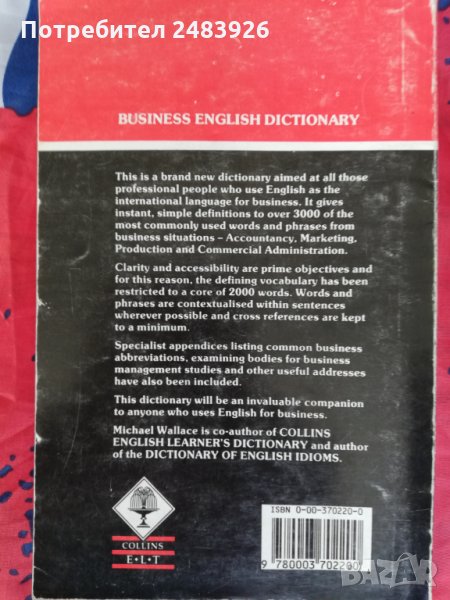 Потребител 2483926
BUSINESS ENGLISH DICTIONARY
This is a brand new dictionary aimed at all those
professional people who use English as the
international language for business. It gives
instant, simple definitions to over 3000 of the
most commonly used words and phrases from
business situations – Accountancy, Marketing,
Production and Commercial Administration.
Clarity and accessibility are prime objectives and
for this reason, the defining vocabulary has been
restricted to a core of 2000 words. Words and
phrases are contextualised within sentences
wherever possible and cross references are kept
to a minimum.
Specialist appendices listing common business
abbreviations, examining bodies for business
management studies and other useful addresses
have also been included.
This dictionary will be an invaluable companion
to anyone who uses English for business.
Michael Wallace is co-author of COLLINS
ENGLISH LEARNER'S DICTIONARY and author
of the DICTIONARY OF ENGLISH IDIOMS.
ISBN 0-00-370220-0
COLLINS
E•L•T
9 780003 702200
BAZAR